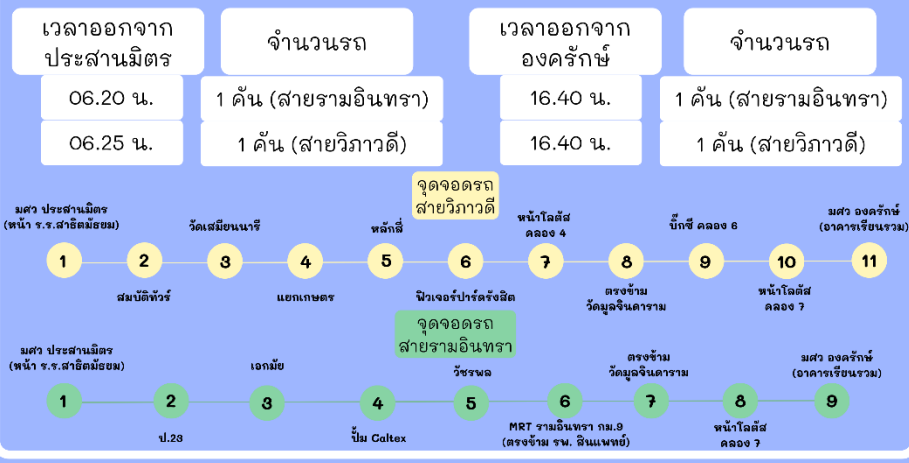 เวลาออกจาก
ประสานมิตร
จำนวนรถ
เวลาออกจาก
องครักษ์
จำนวนรถ
06.20 น.
1 คัน (สายรามอินทรา)
16.40 น.
1 คัน (สายรามอินทรา)
06.25 น.
1 คัน (สายวิภาวดี)
16.40 น.
1 คัน (สายวิภาวดี)
จุดจอดรถ
สายวิภาวดี
มศว ประสานมิตร
(หน้า ร.ร.สาธิตมัธยม)
วัดเสมียนนารี
หลักสี่
หน้าโลตัส
คลอง 4
บิ๊กซี คลอง 6
มศว องครักษ์
(อาคารเรียนรวม)
1 2 3 4 5 6 7 8 9 10 11
สมบัติทัวร์
แยกเกษตร
ฟิวเจอร์ปาร์ครังสิต
ตรงข้าม
วัดมูลจินดาราม
หน้าโลตัส
คลอง 7
จุดจอดรถ
สายรามอินทรา
มศว ประสานมิตร
(หน้า ร.ร.สาธิตมัธยม)
เอกมัย
วัชรพล
ตรงข้าม
วัดมูลจินดาราม
มศว องครักษ์
(อาคารเรียนรวม)
1 2 3 4 5 6 7 8 9
ป.23
ปั๊ม Caltex
MRT รามอินทรา กม.9
(ตรงข้าม รพ. สินแพทย์)
หน้าโลตัส
คลอง 7